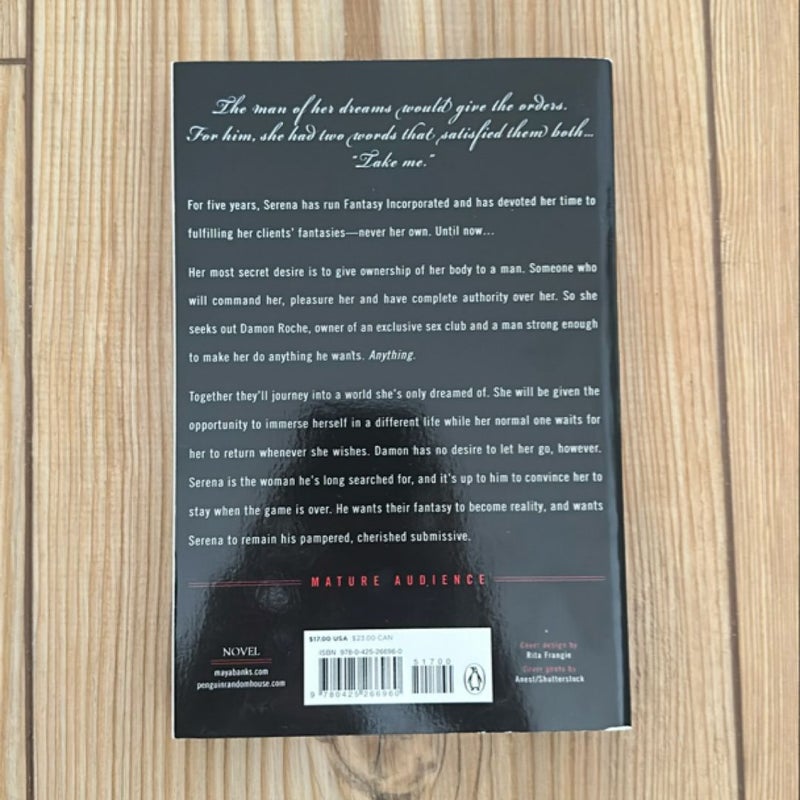 The man of her dreams would give the orders.
For him, she had two words that satisfied them both...
"Take me."
For five years, Serena has run Fantasy Incorporated and has devoted her time to
fulfilling her clients' fantasies—never her own. Until now...
Her most secret desire is to give ownership of her body to a man. Someone who
will command her, pleasure her and have complete authority over her. So she
seeks out Damon Roche, owner of an exclusive sex club and a man strong enough
to make her do anything he wants. Anything.
Together they'll journey into a world she's only dreamed of. She will be given the
opportunity to immerse herself in a different life while her normal one waits for
her to return whenever she wishes. Damon has no desire to let her go, however.
Serena is the woman he's long searched for, and it's up to him to convince her to
stay when the game is over. He wants their fantasy to become reality, and wants
Serena to remain his pampered, cherished submissive.
MATURE AUDIENCE
NOVEL
mayabanks.com
penguinrandomhouse.com
$17.00 USA $23.00 CAN
ISBN 978-0-425-26696-0
51700
9 780425 266960
Cover design by
Rita Frangie
Cover photo by
Anest/Shutterstock